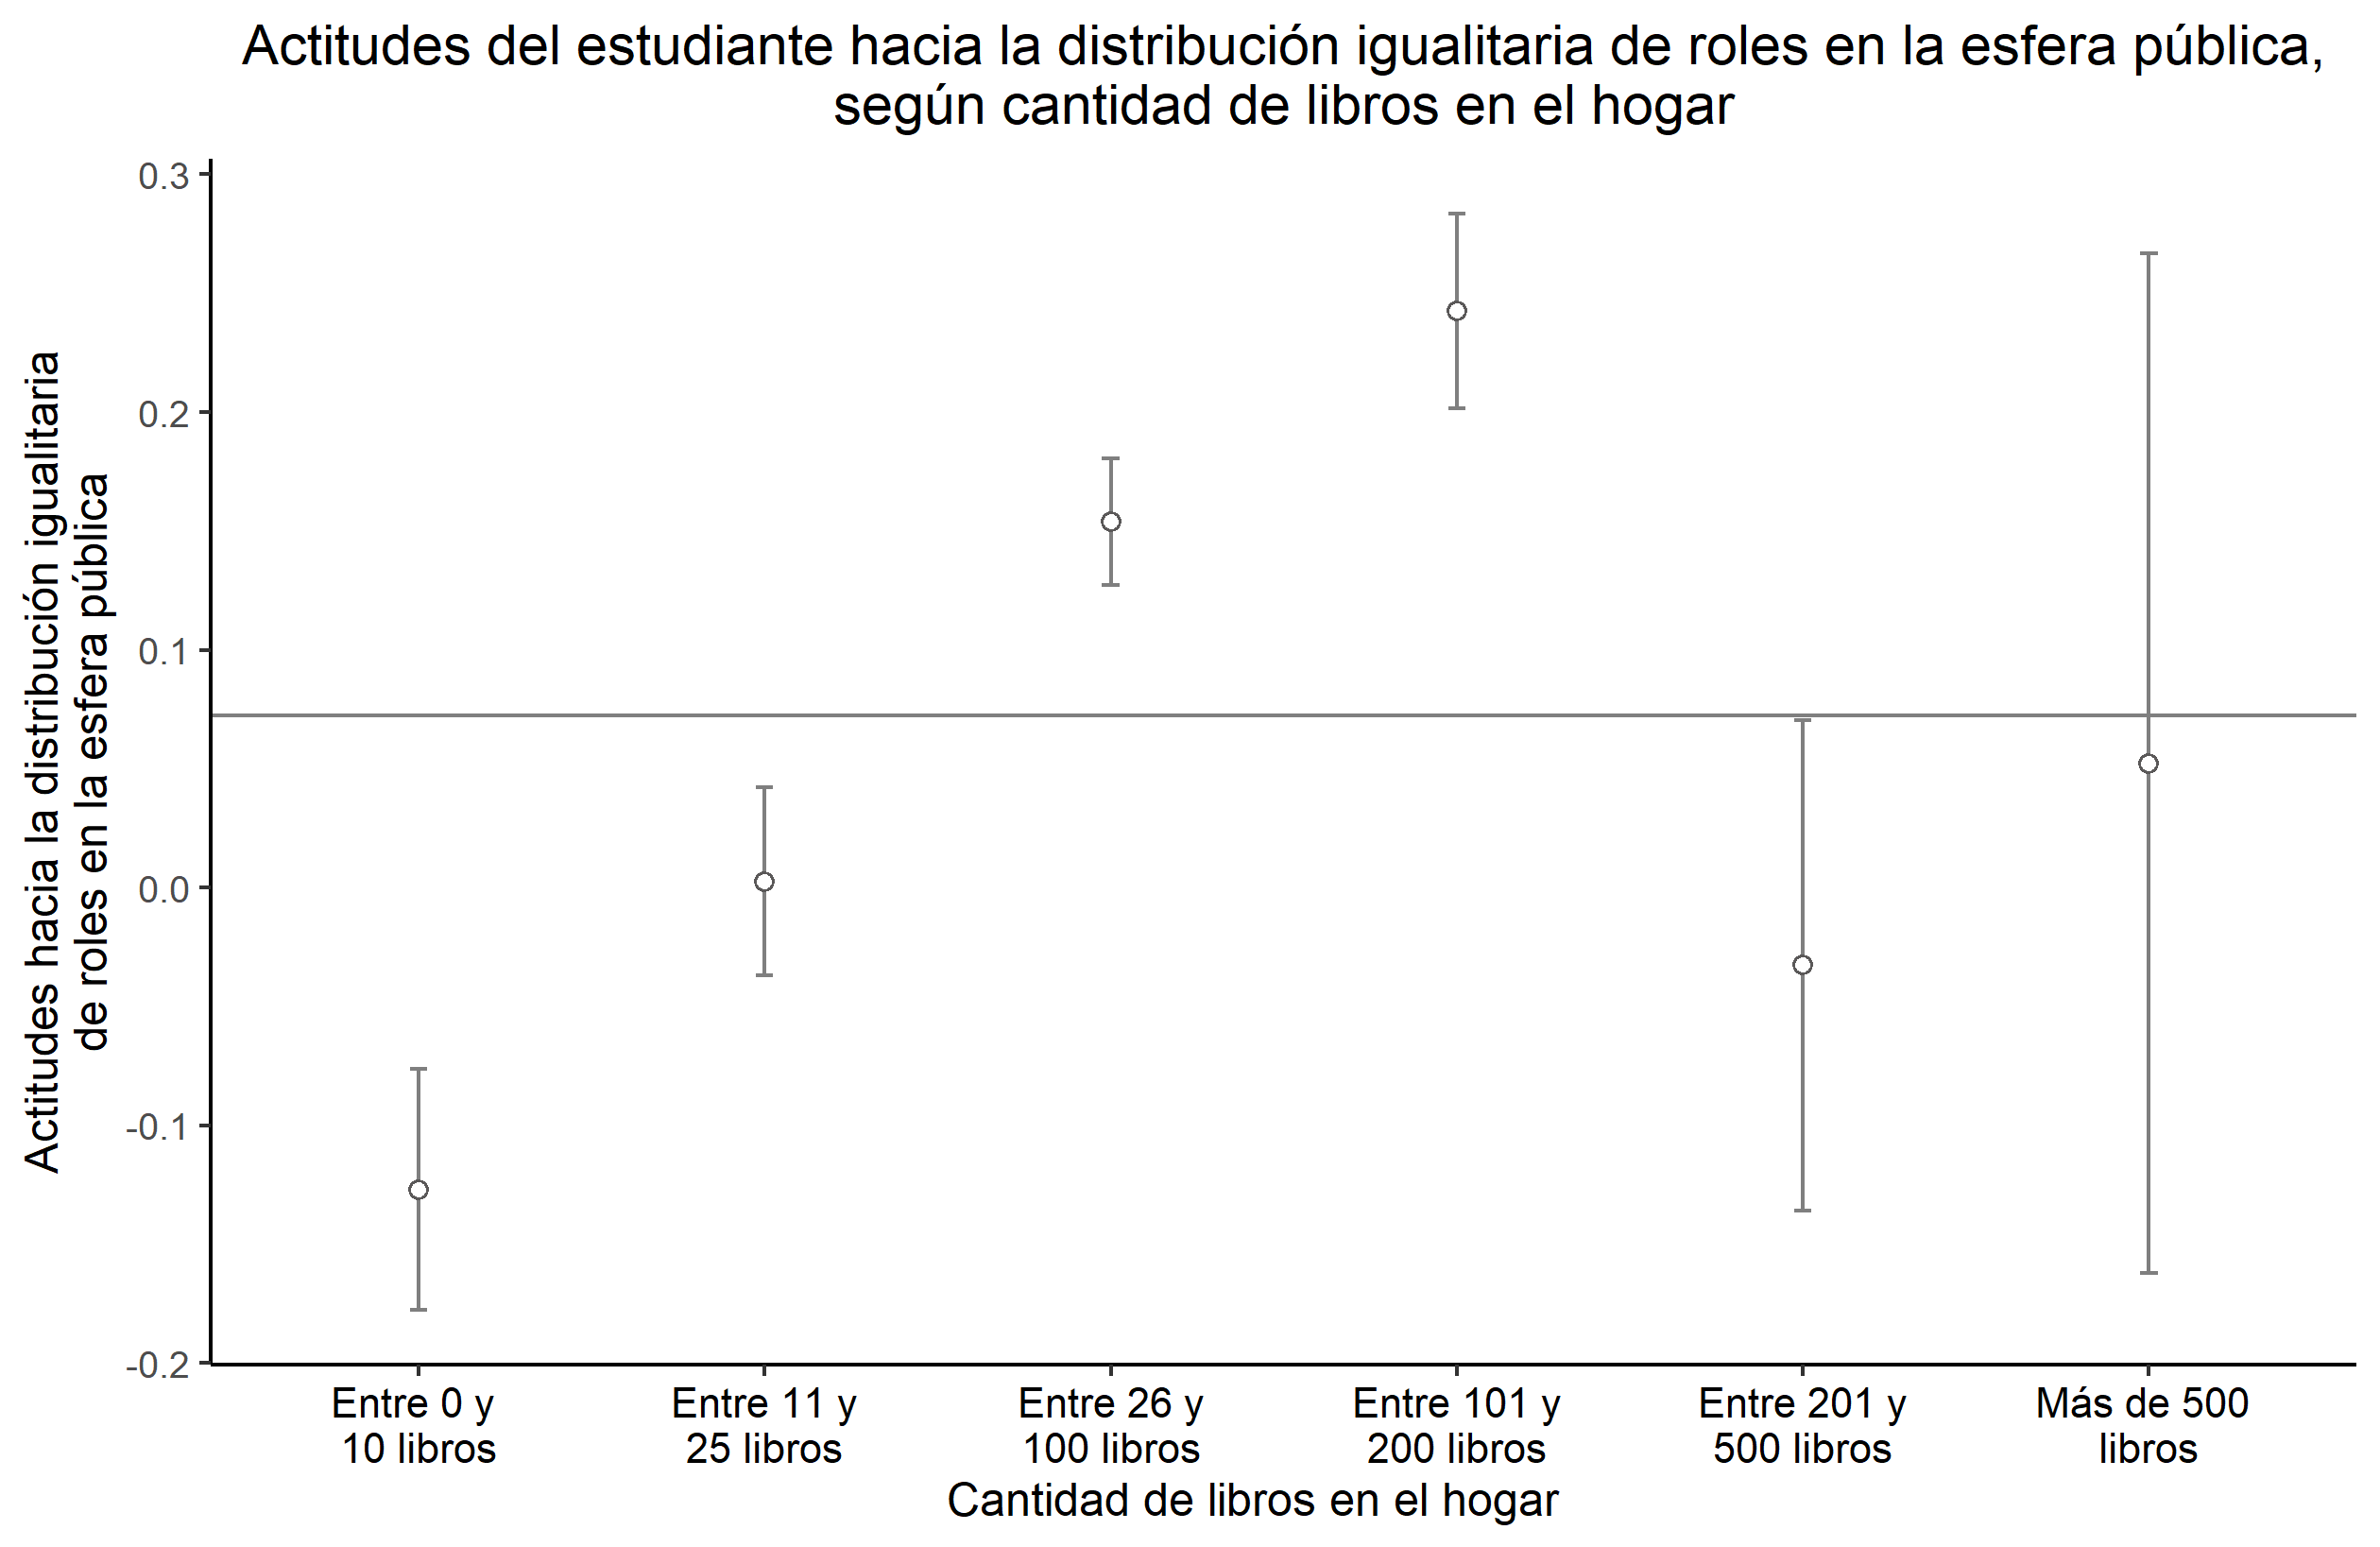 Actitudes del estudiante hacia la distribución igualitaria de roles en la esfera pública,
según cantidad de libros en el hogar
Actitudes hacia la distribución igualitaria
de roles en la esfera pública
0.3
0.2
0.1
0.0
-0.1
-0.2
Entre 0 y
10 libros
Entre 11 y
25 libros
Entre 26 y
100 libros
Entre 101 y
200 libros
Entre 201 y
500 libros
Más de 500
libros
Cantidad de libros en el hogar